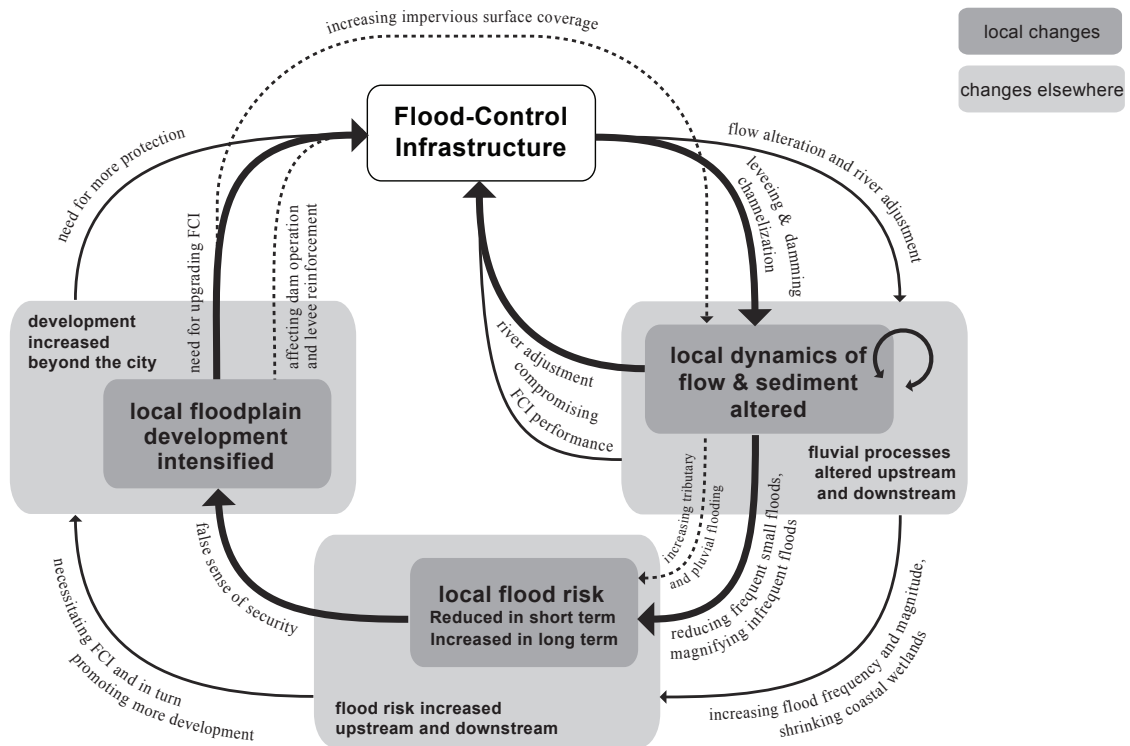 increasing impervious surface coverage
local changes
changes elsewhere
Flood-Control
Infrastructure
need for more protection
flow alteration and river adjustment
leveeing & damming
channelization
need for upgrading FCI
affecting dam operation
and levee reinforcement
development
increased
beyond the city
local floodplain
development
intensified
river adjustment
compromising
FCI performance
local dynamics of
flow & sediment
altered
fluvial processes
altered upstream
and downstream
increasing tributary
and pluvial flooding
reducing frequent small floods,
magnifying infrequent floods
false sense of security
local flood risk
Reduced in short term
Increased in long term
flood risk increased
upstream and downstream
necessitating FCI and in turn
promoting more development
increasing flood frequency and magnitude,
shrinking coastal wetlands